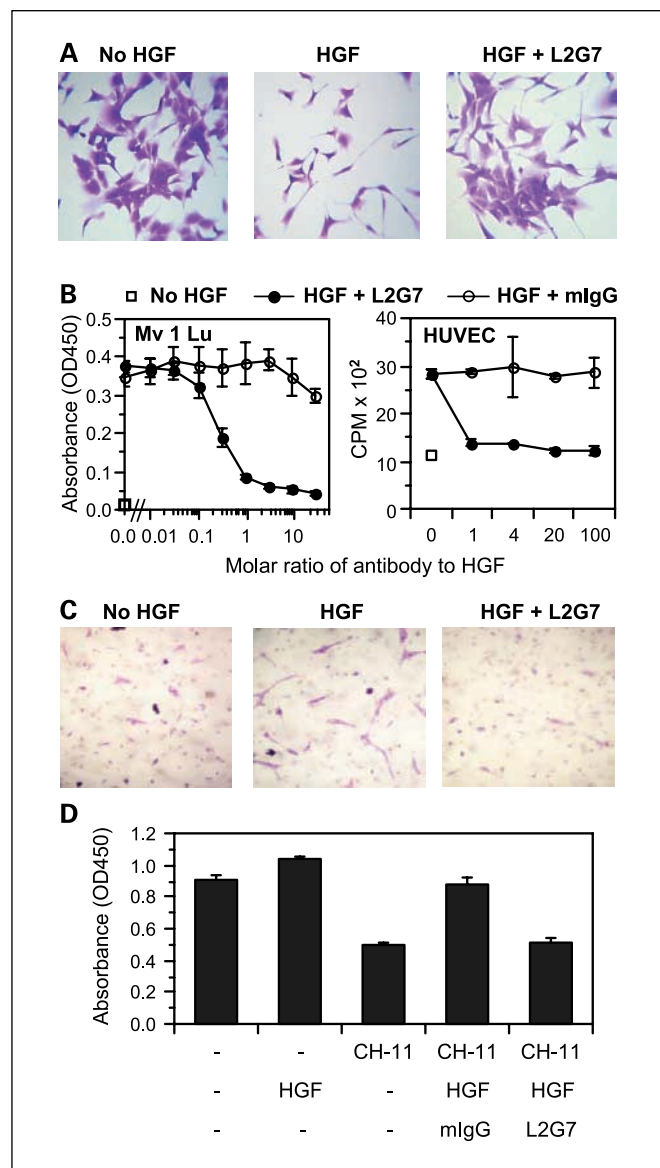 A No HGF HGF HGF + L2G7
B No HGF HGF + L2G7 HGF + mIgG
Mv 1 Lu
Absorbance (OD450)
0.5
0.4
0.3
0.2
0.1
0.0
0.0 0.01 0.1 1 10
HUVEC
CPM x 10²
40
30
20
10
0
0 1 4 20 100
Molar ratio of antibody to HGF
C No HGF HGF HGF + L2G7
D
Absorbance (OD450)
1.2
1.0
0.8
0.6
0.4
0.2
0.0
- - CH-11 CH-11 CH-11
- HGF - HGF HGF
- - - mIgG L2G7